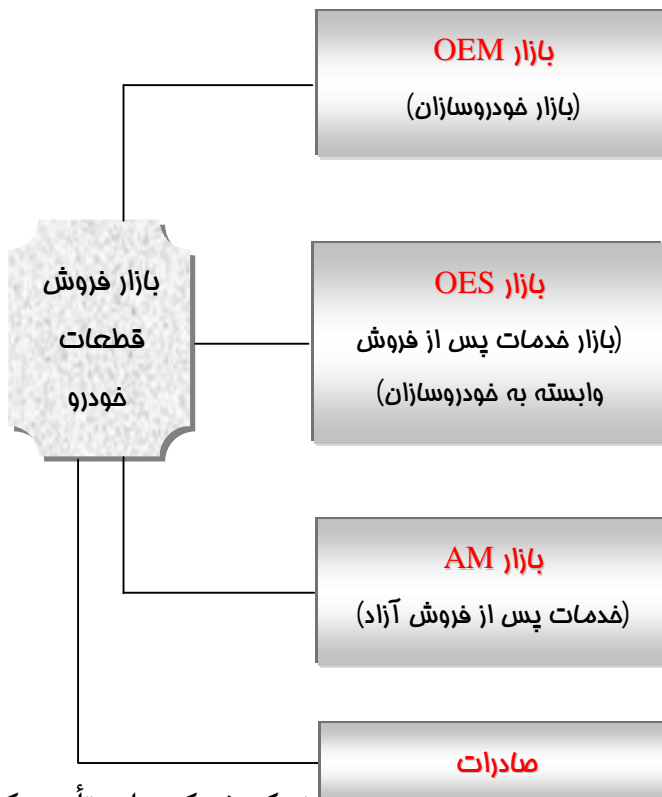 بازار OEM
(بازار خودروسازان)
بازار فروش
قطعات
خودرو
بازار OES
(بازار خدمات پس از فروش
وابسته به خودروسازان)
بازار AM
(خدمات پس از فروش آزاد)
صادرات